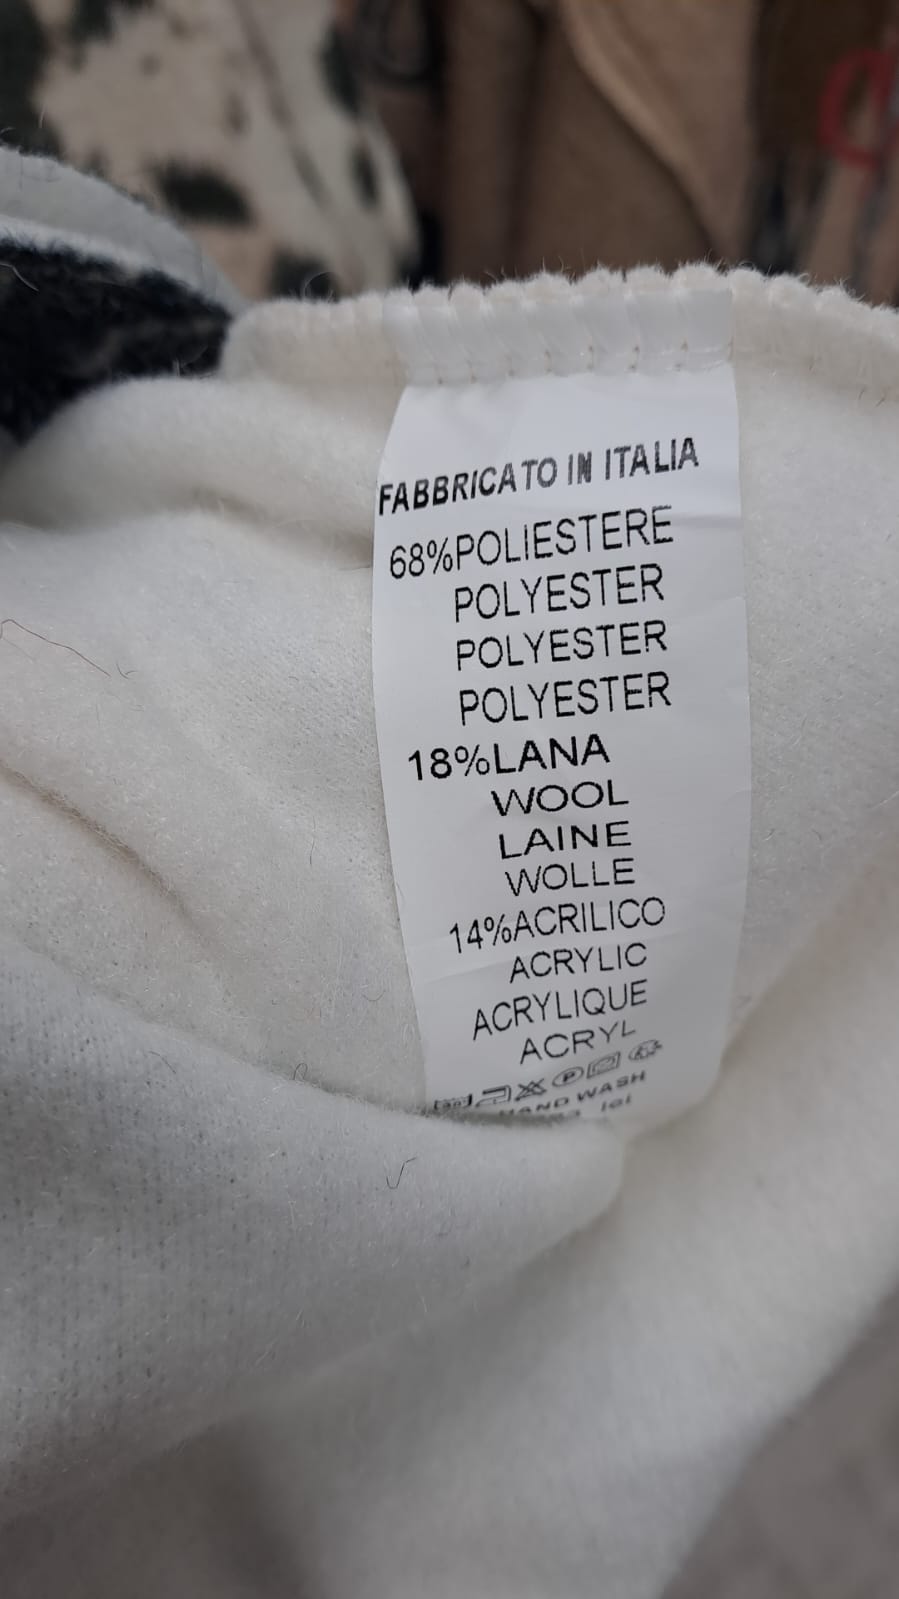 FABBRICATO IN ITALIA
68%POLIESTERE
POLYESTER
POLYESTER
POLYESTER
18%LANA
WOOL
LAINE
WOLLE
14%ACRILICO
ACRYLIC
ACRYLIQUE
ACRYL
P
HAND WASH